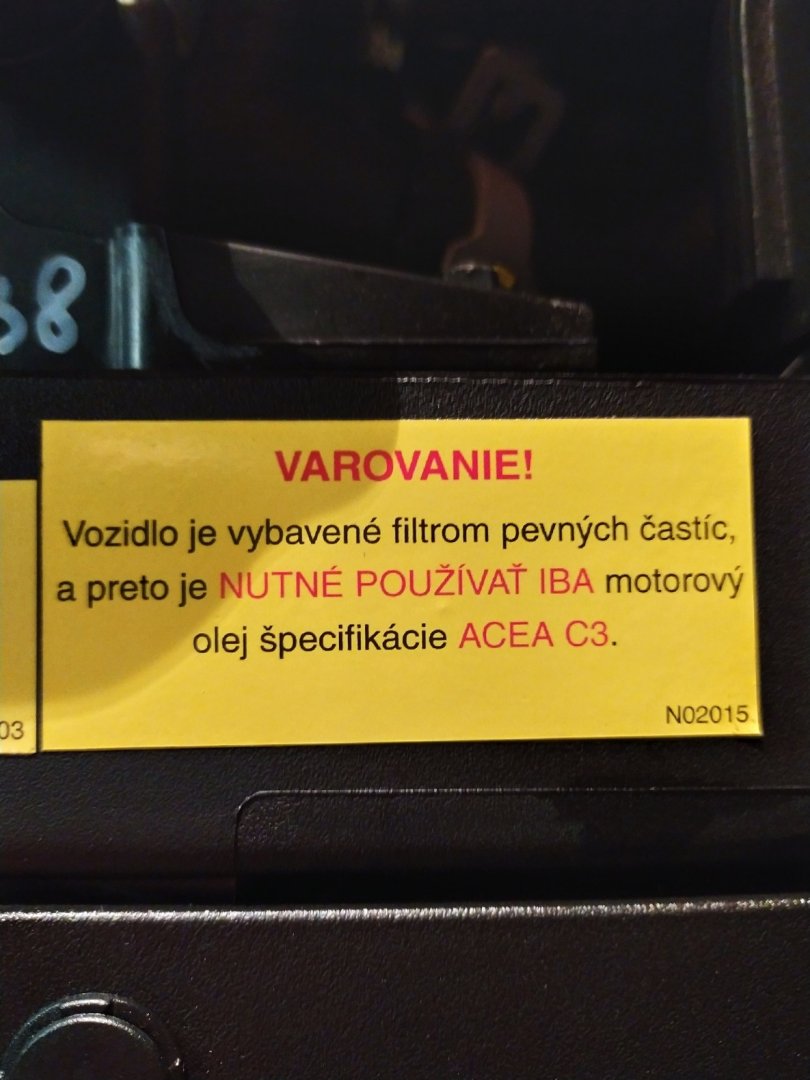 38
VAROVANIE!
Vozidlo je vybavené filtrom pevných častíc,
a preto je NUTNÉ POUŽÍVAŤ IBA motorový
olej špecifikácie ACEA C3.
03
N02015